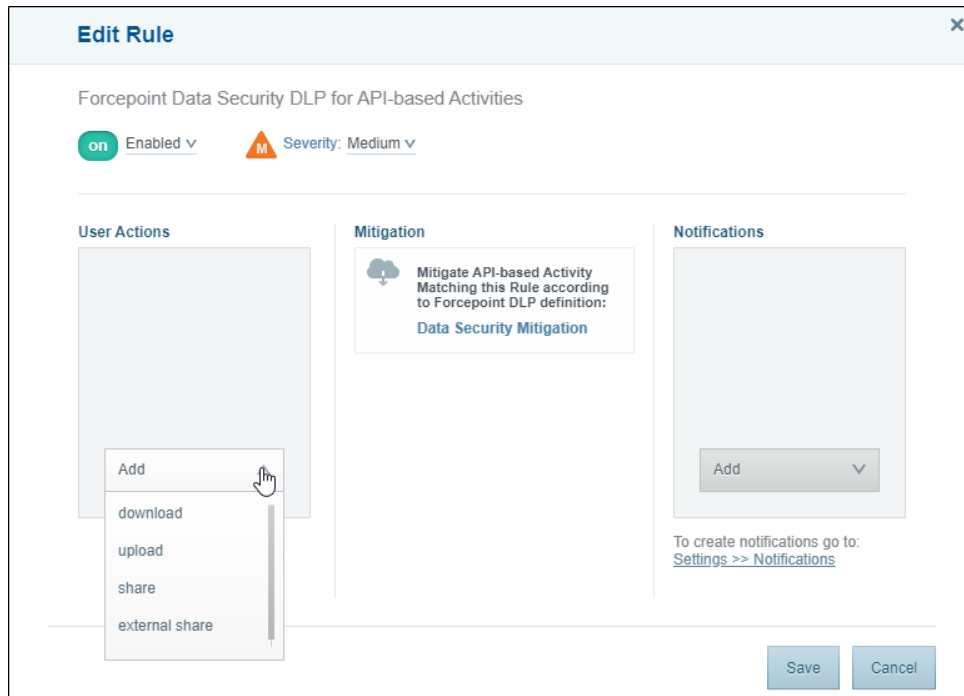 Edit Rule
Forcepoint Data Security DLP for API-based Activities
on Enabled M Severity: Medium
User Actions
Mitigation
Notifications
Mitigate API-based Activity
Matching this Rule according
to Forcepoint DLP definition:
Data Security Mitigation
Add
download
upload
share
external share
Add
To create notifications go to:
Settings >> Notifications
Save
Cancel